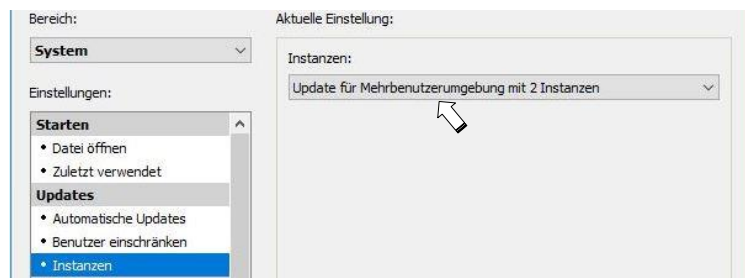 Bereich:
System
Einstellungen:
Starten
• Datei öffnen
• Zuletzt verwendet
Updates
• Automatische Updates
• Benutzer einschränken
• Instanzen
Aktuelle Einstellung:
Instanzen:
Update für Mehrbenutzerumgebung mit 2 Instanzen